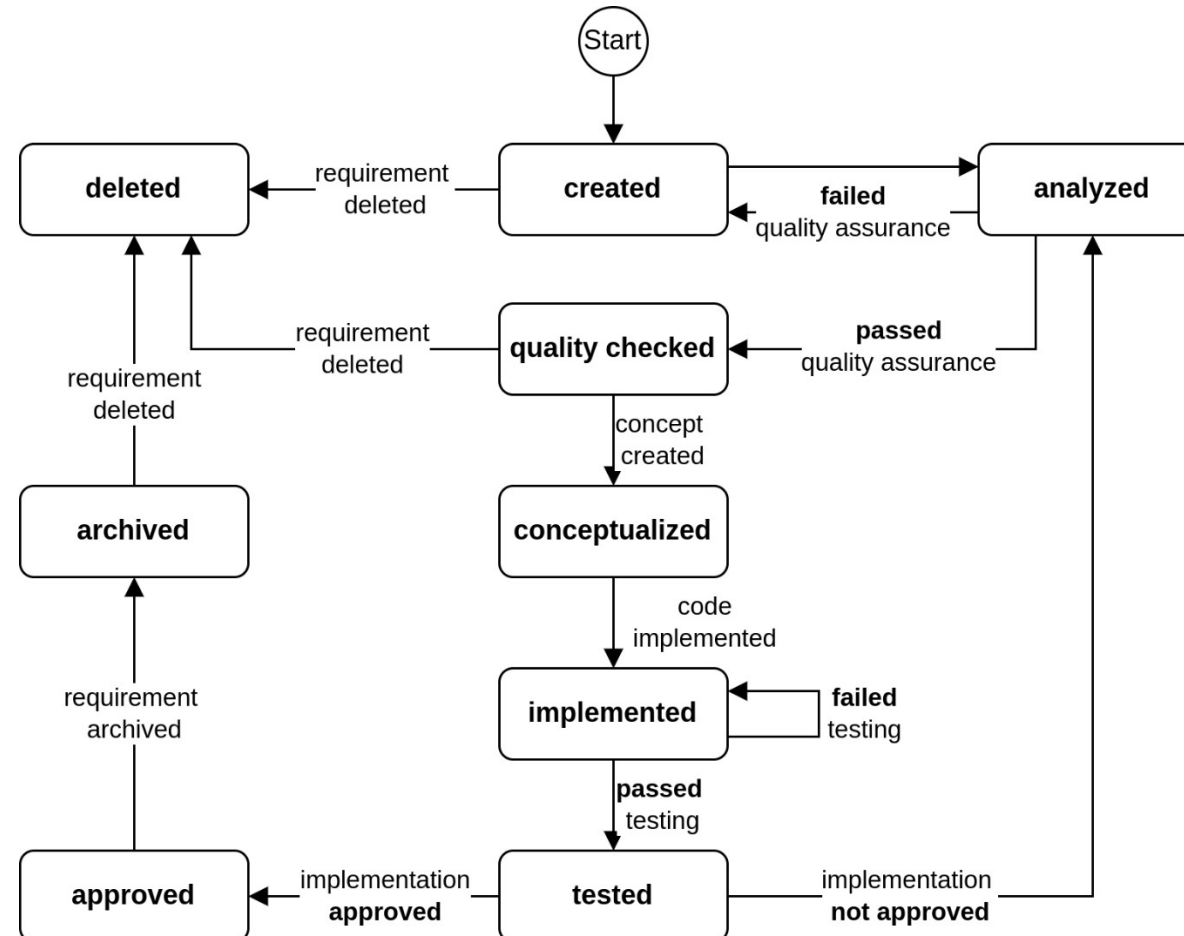 Start
deleted
requirement
deleted
created
failed
quality assurance
analyzed
requirement
deleted
quality checked
passed
quality assurance
requirement
deleted
concept
created
archived
conceptualized
code
implemented
requirement
archived
implemented
failed
testing
passed
testing
approved
implementation
approved
tested
implementation
not approved